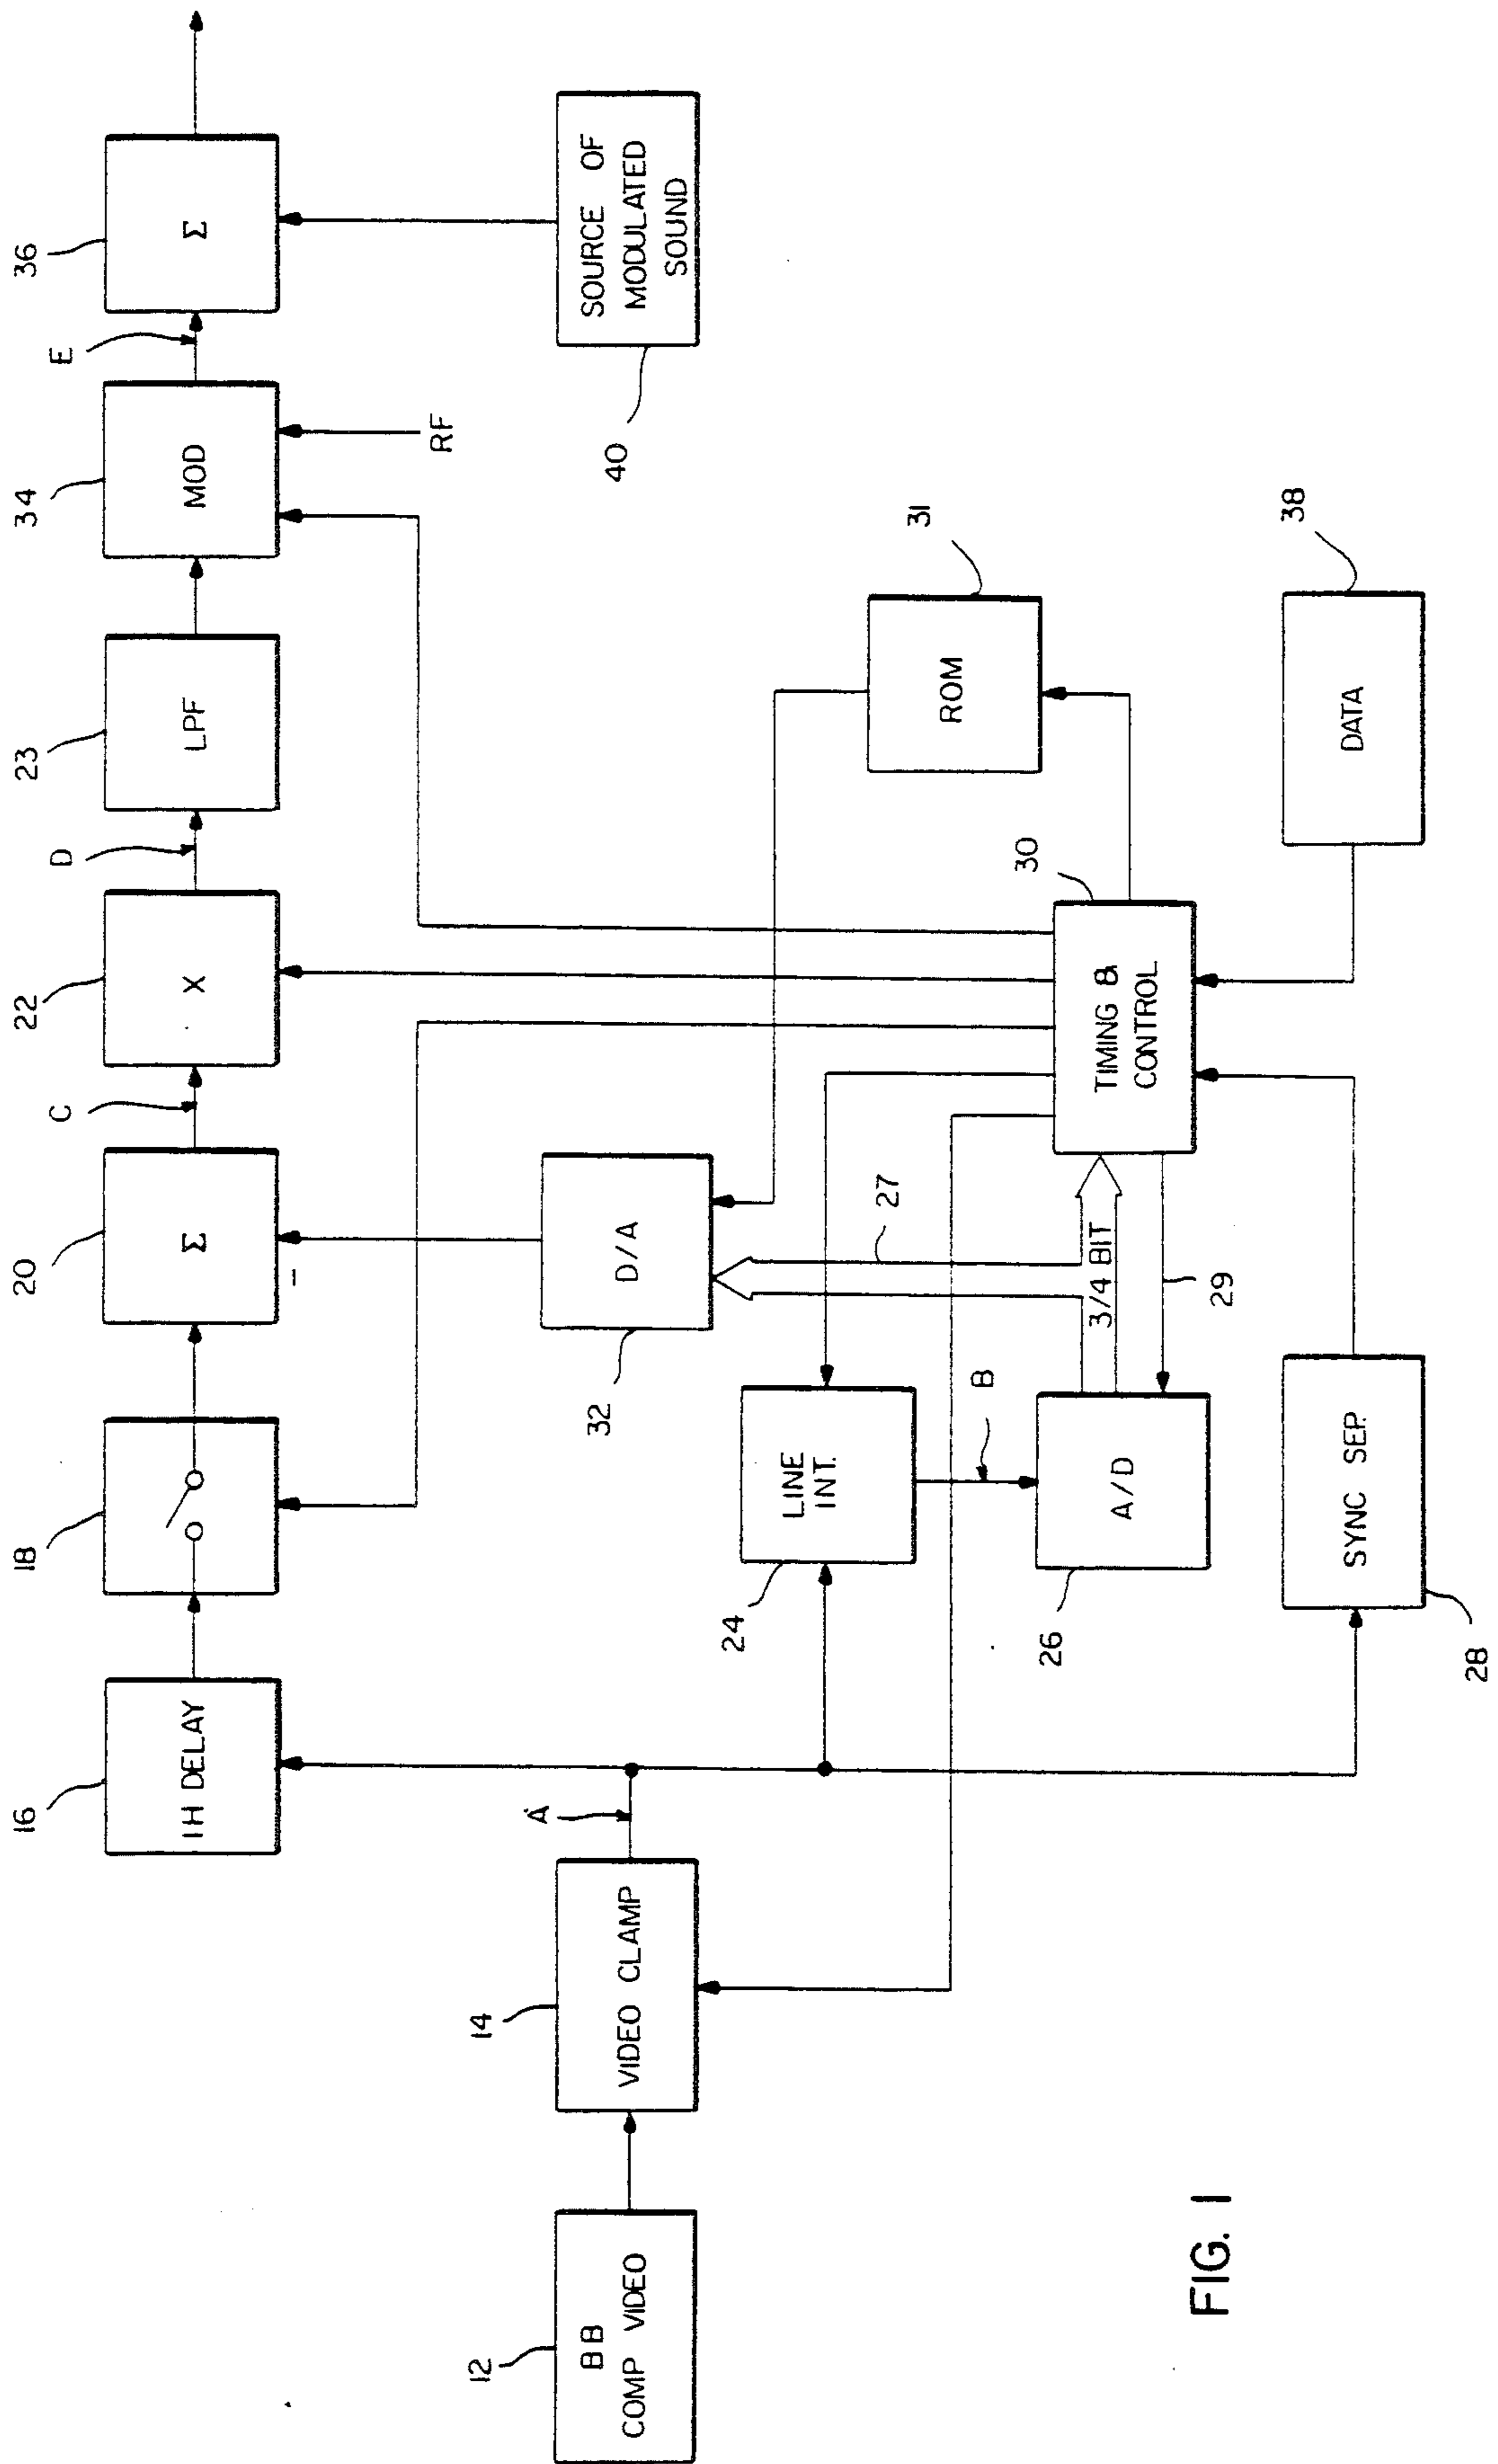 16
1H DELAY
18
20
Σ
–
C
22
X
D
23
LPF
34
MOD
RF
E
36
Σ
SOURCE OF
MODULATED
SOUND
40
12
BB
COMP VIDEO
14
VIDEO CLAMP
A
24
LINE
INT.
B
26
A/D
32
D/A
27
3/4 BIT
29
30
TIMING &
CONTROL
31
ROM
38
DATA
28
SYNC SEP.
FIG. 1